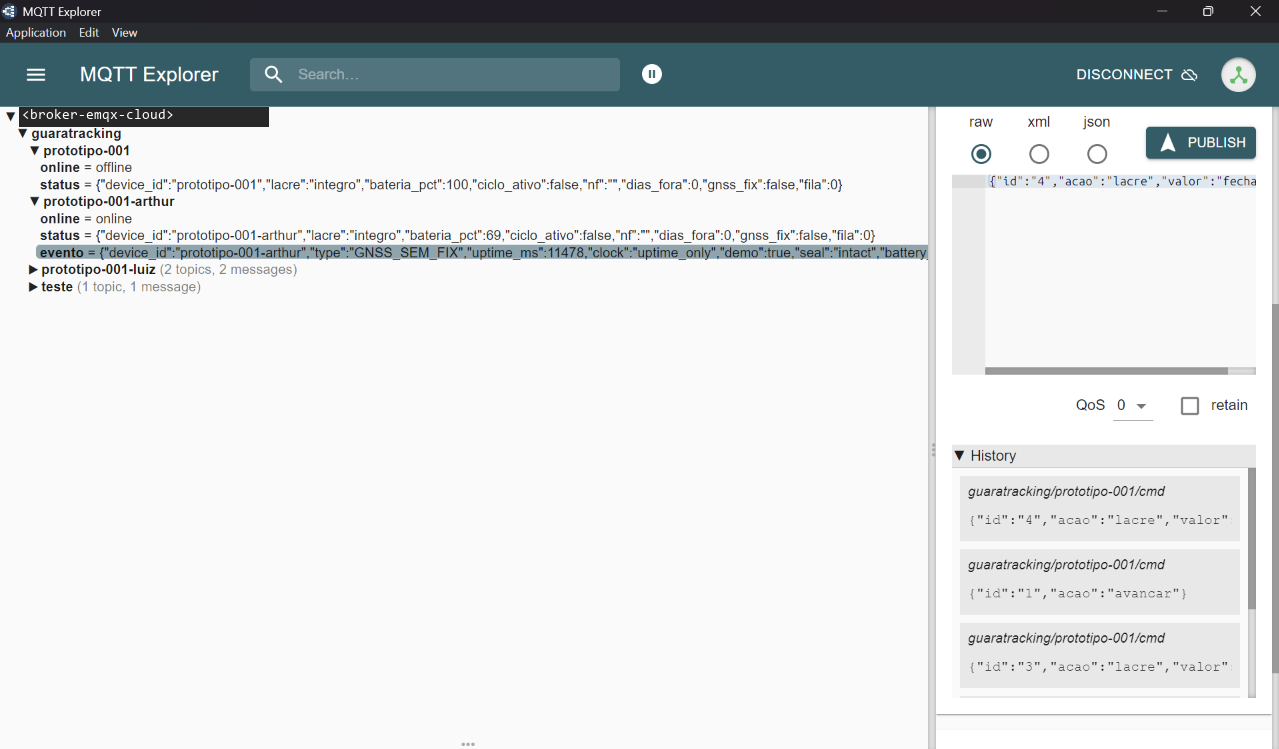 MQTT Explorer
Application Edit View
MQTT Explorer
Search...
DISCONNECT
<broker-emqx-cloud>
guaratracking
prototipo-001
online = offline
status = {"device_id":"prototipo-001","lacre":"integro","bateria_pct":100,"ciclo_ativo":false,"nf":"","dias_fora":0,"gnss_fix":false,"fila":0}
prototipo-001-arthur
online = online
status = {"device_id":"prototipo-001-arthur","lacre":"integro","bateria_pct":69,"ciclo_ativo":false,"nf":"","dias_fora":0,"gnss_fix":false,"fila":0}
evento = {"device_id":"prototipo-001-arthur","type":"GNSS_SEM_FIX","uptime_ms":11478,"clock":"uptime_only","demo":true,"seal":"intact","battery
prototipo-001-luiz (2 topics, 2 messages)
teste (1 topic, 1 message)
raw xml json
PUBLISH
{"id":"4","acao":"lacre","valor":"fecha
QoS 0 retain
History
guaratracking/prototipo-001/cmd
{"id":"4","acao":"lacre","valor":
guaratracking/prototipo-001/cmd
{"id":"1","acao":"avancar"}
guaratracking/prototipo-001/cmd
{"id":"3","acao":"lacre","valor":